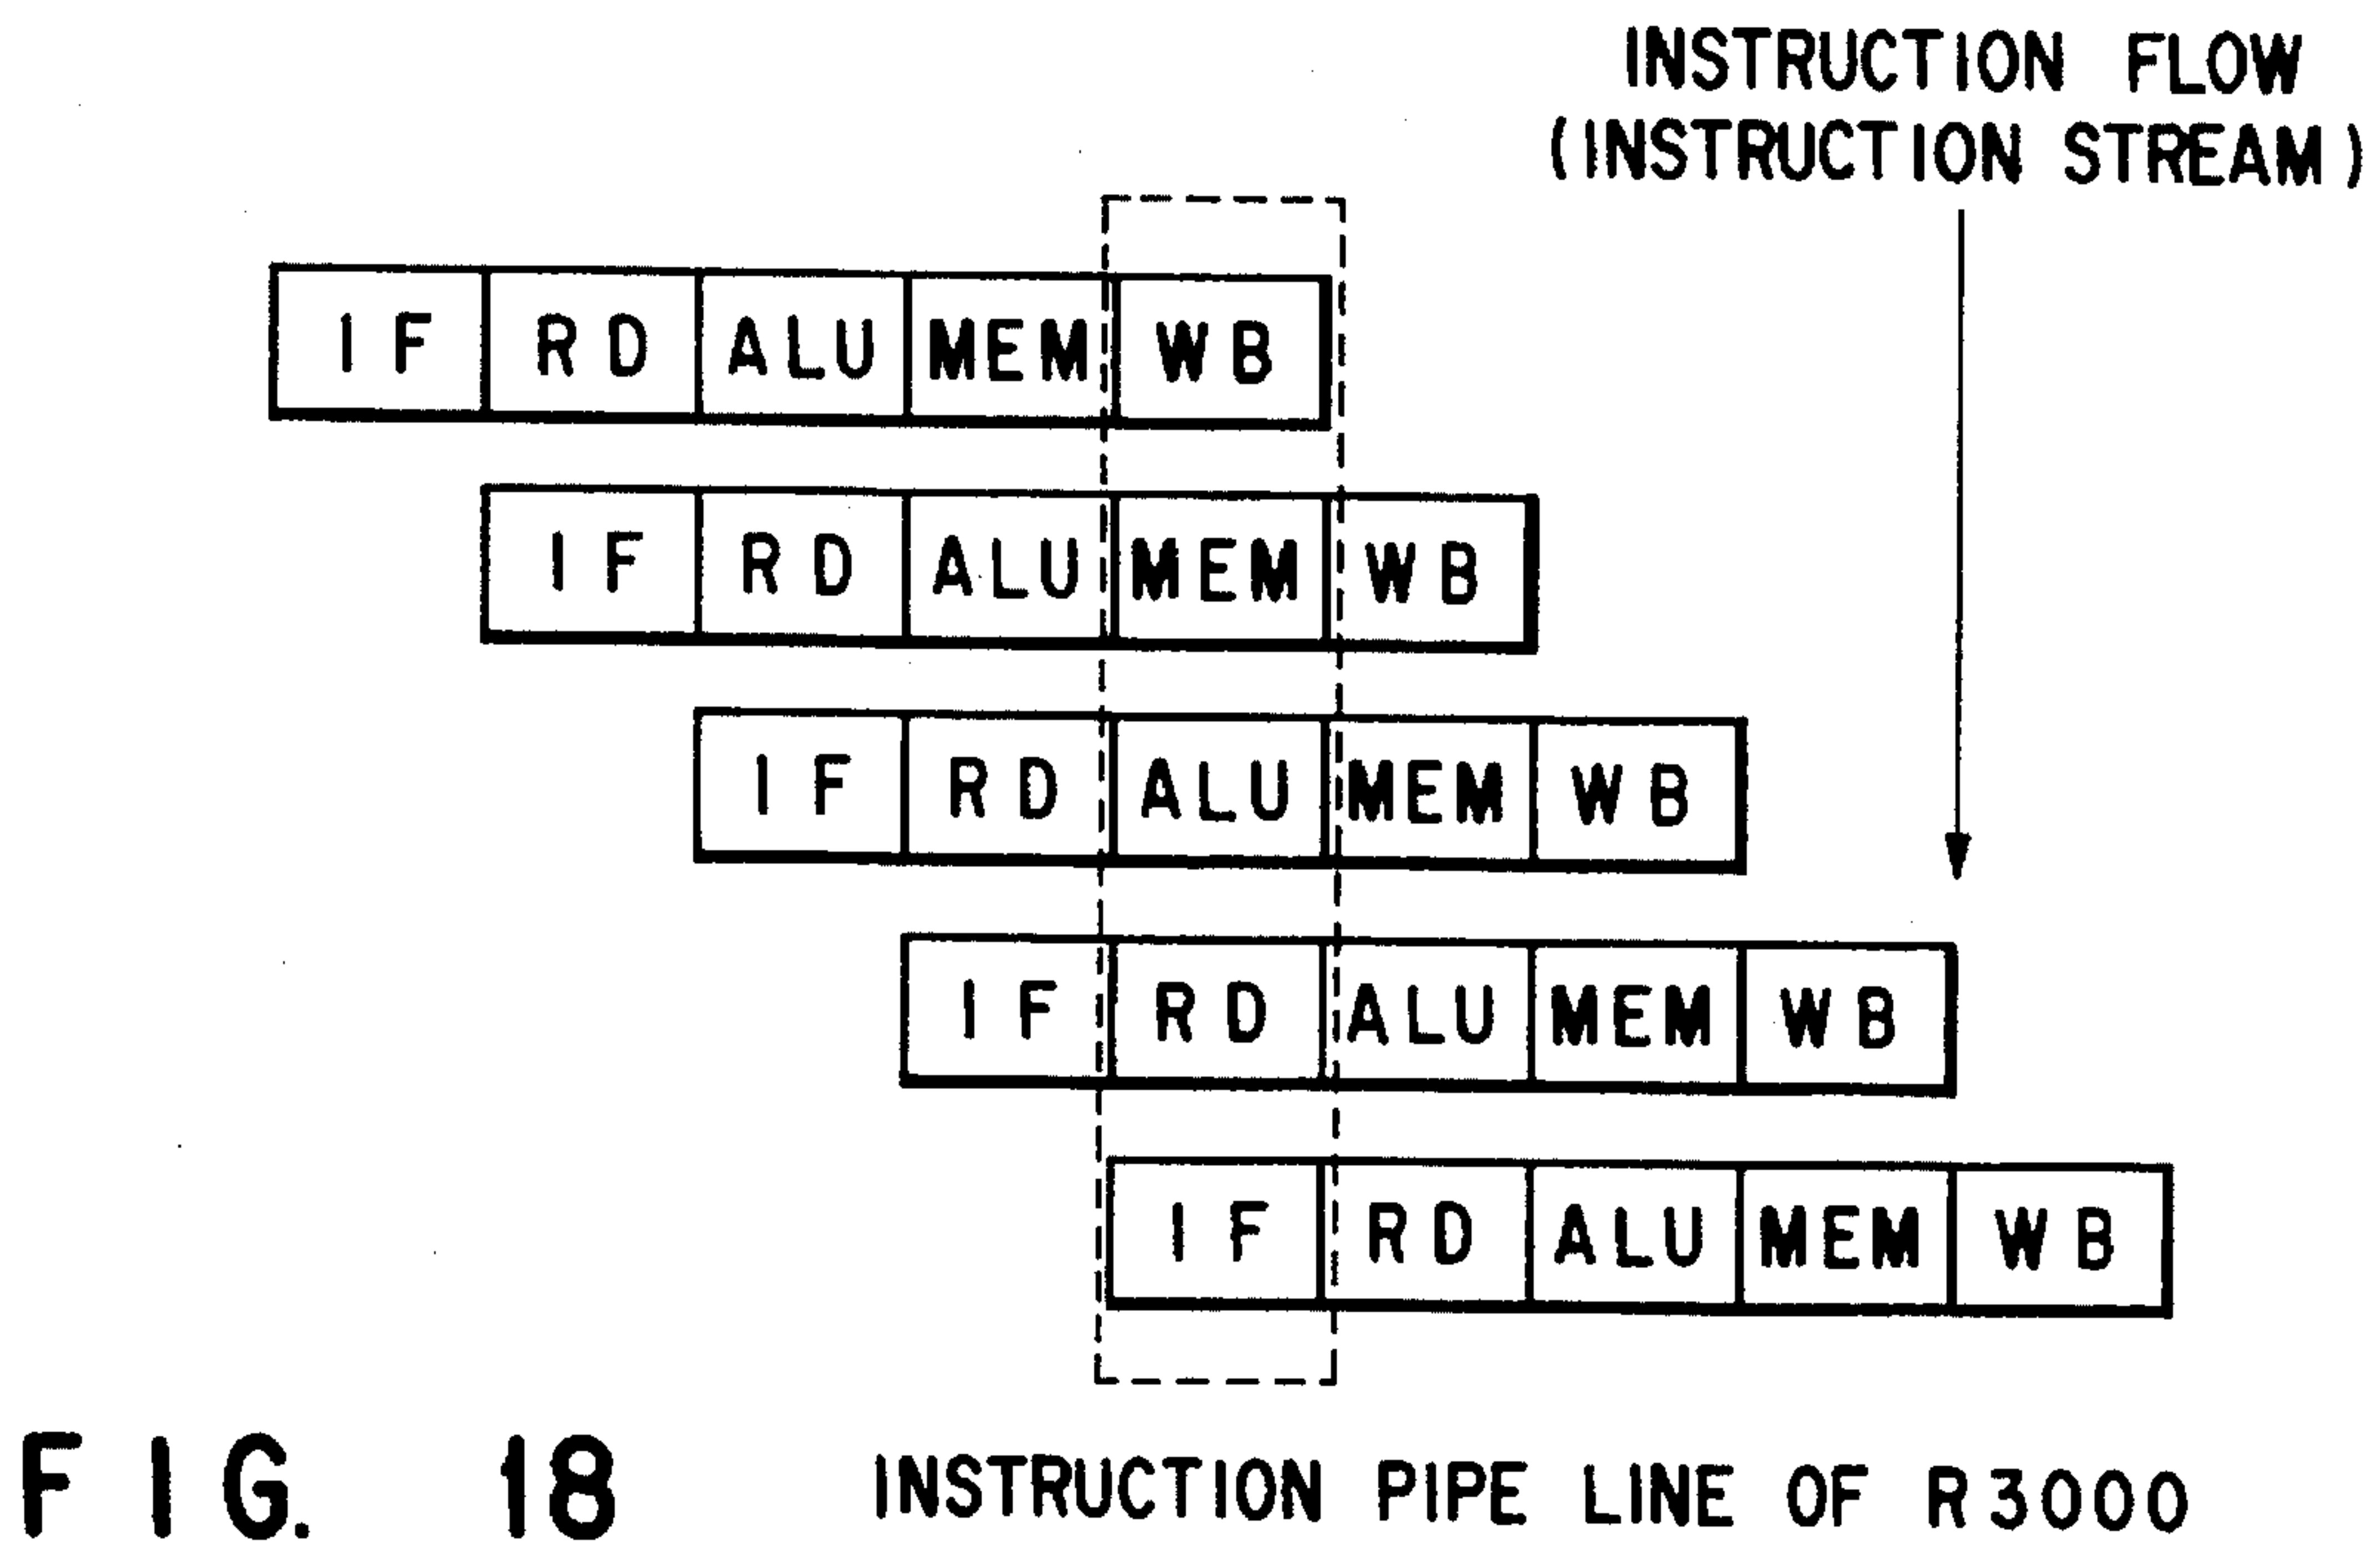 INSTRUCTION FLOW
(INSTRUCTION STREAM)
IF RD ALU MEM WB
IF RD ALU MEM WB
IF RD ALU MEM WB
IF RD ALU MEM WB
IF RD ALU MEM WB
FIG. 18
INSTRUCTION PIPE LINE OF R3000